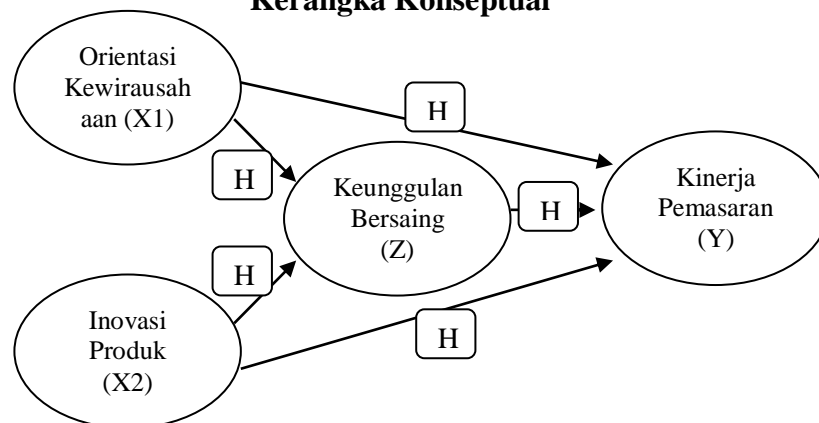 Kerangka Konseptual
Orientasi
Kewirausah
aan (X1)
H
H
Keunggulan
Bersaing
(Z)
H
Kinerja
Pemasaran
(Y)
H
Inovasi
Produk
(X2)
H